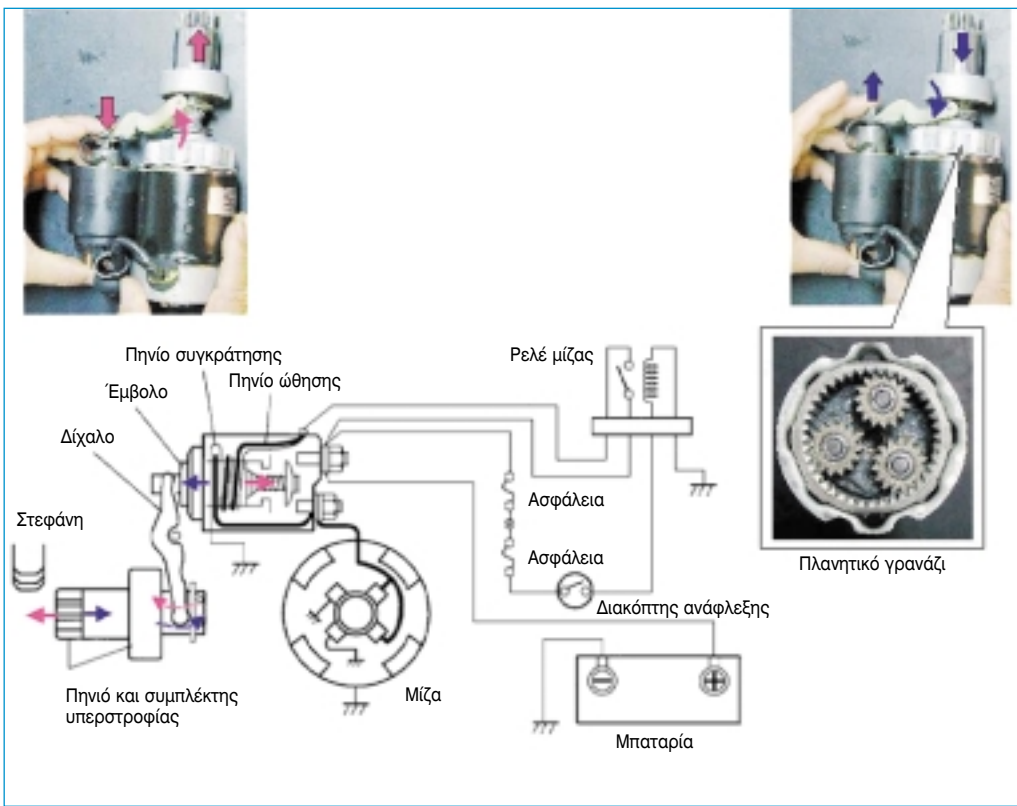 Πηνίο συγκράτησης
Πηνίο ώθησης
Έμβολο
Δίχαλο
Στεφάνη
Πηνιό και συμπλέκτης
υπερστροφίας
Μίζα
Ρελέ μίζας
Ασφάλεια
Ασφάλεια
Διακόπτης ανάφλεξης
Μπαταρία
Πλανητικό γρανάζι